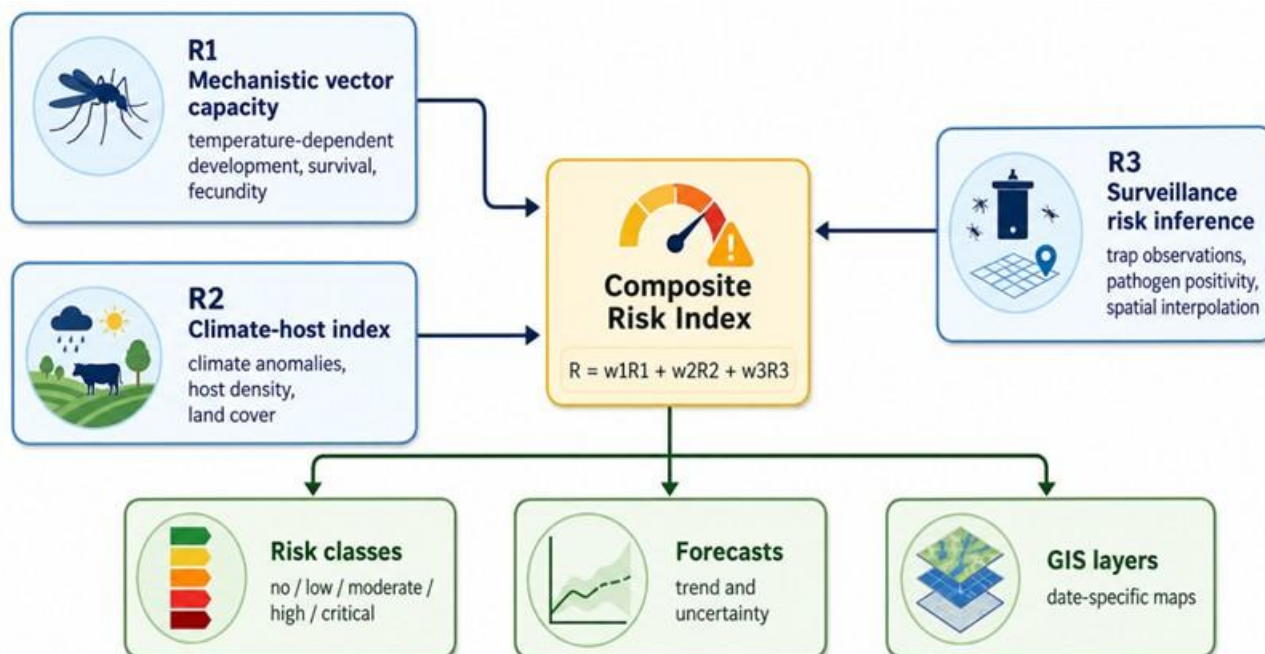 R1
Mechanistic vector
capacity
temperature-dependent
development, survival,
fecundity
R2
Climate-host index
climate anomalies,
host density,
land cover
Composite
Risk Index
R = w1R1 + w2R2 + w3R3
R3
Surveillance
risk inference
trap observations,
pathogen positivity,
spatial interpolation
Risk classes
no / low / moderate /
high / critical
Forecasts
trend and
uncertainty
GIS layers
date-specific maps